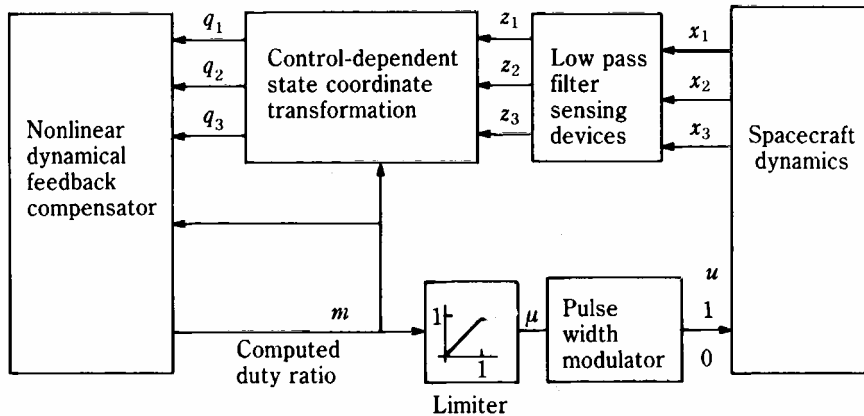 q₁
q₂
q₃
z₁
z₂
z₃
x₁
x₂
x₃
Control-dependent
state coordinate
transformation
Low pass
filter
sensing
devices
Nonlinear
dynamical
feedback
compensator
Spacecraft
dynamics
m
Computed
duty ratio
1
1
Limiter
μ
Pulse
width
modulator
u
1
0